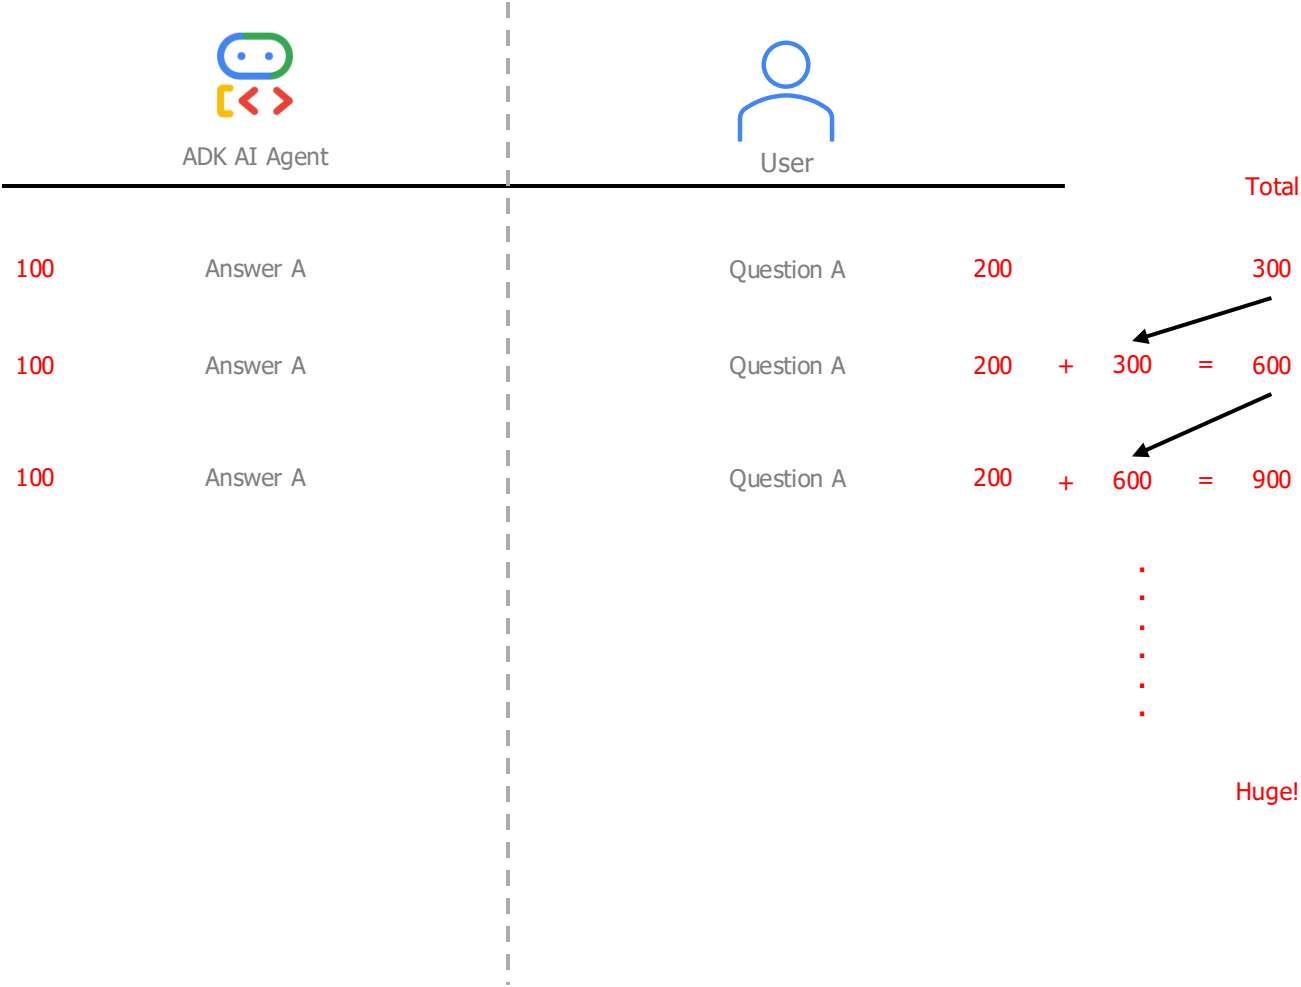 ADK AI Agent
User
Total
100 Answer A Question A 200 300
100 Answer A Question A 200 + 300 = 600
100 Answer A Question A 200 + 600 = 900
.
.
.
.
.
.
Huge!